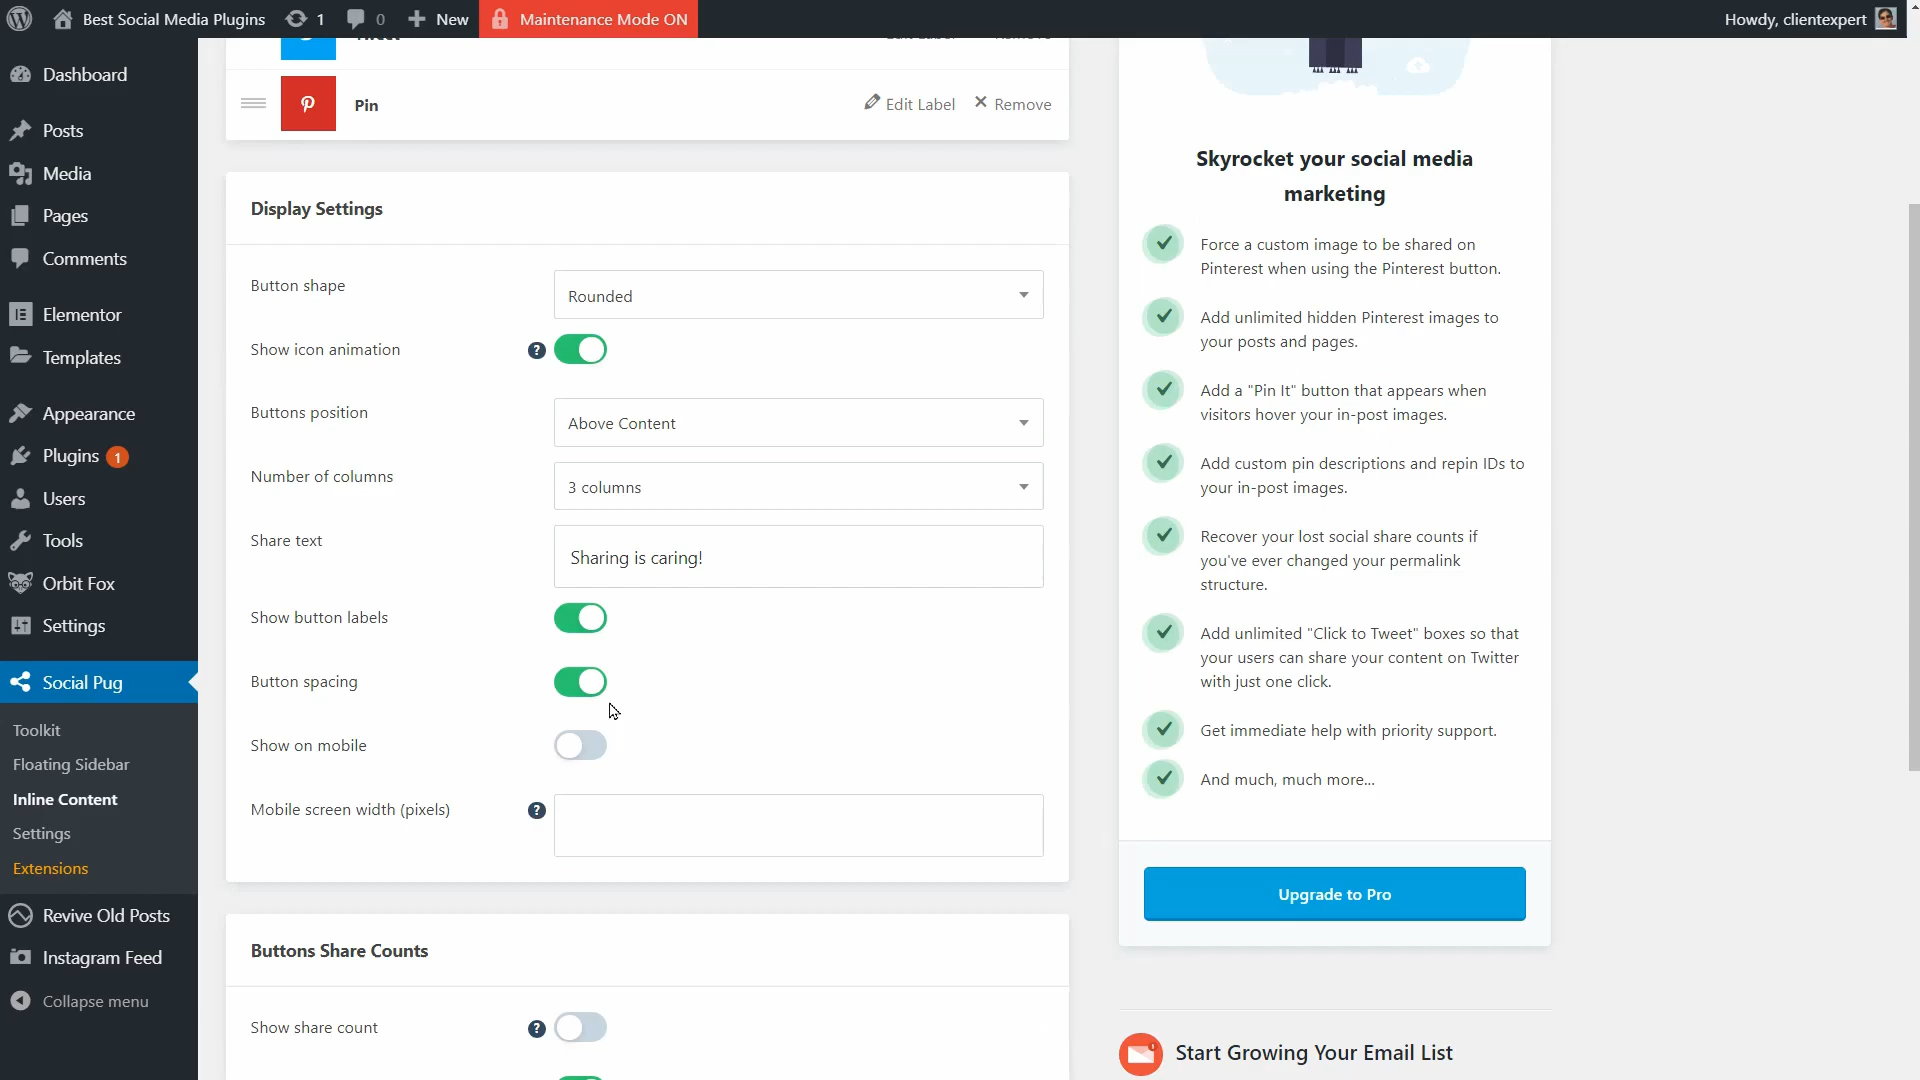 Best Social Media Plugins 1 0 New Maintenance Mode ON Howdy, clientexpert
Dashboard
Posts
Media
Pages
Comments
Elementor
Templates
Appearance
Plugins 1
Users
Tools
Orbit Fox
Settings
Social Pug
Toolkit
Floating Sidebar
Inline Content
Settings
Extensions
Revive Old Posts
Instagram Feed
Collapse menu
Pin Edit Label Remove
Display Settings
Button shape Rounded
Show icon animation ?
Buttons position Above Content
Number of columns 3 columns
Share text Sharing is caring!
Show button labels
Button spacing
Show on mobile
Mobile screen width (pixels) ?
Buttons Share Counts
Show share count ?
Skyrocket your social media
marketing
Force a custom image to be shared on
Pinterest when using the Pinterest button.
Add unlimited hidden Pinterest images to
your posts and pages.
Add a "Pin It" button that appears when
visitors hover your in-post images.
Add custom pin descriptions and repin IDs to
your in-post images.
Recover your lost social share counts if
you've ever changed your permalink
structure.
Add unlimited "Click to Tweet" boxes so that
your users can share your content on Twitter
with just one click.
Get immediate help with priority support.
And much, much more...
Upgrade to Pro
Start Growing Your Email List